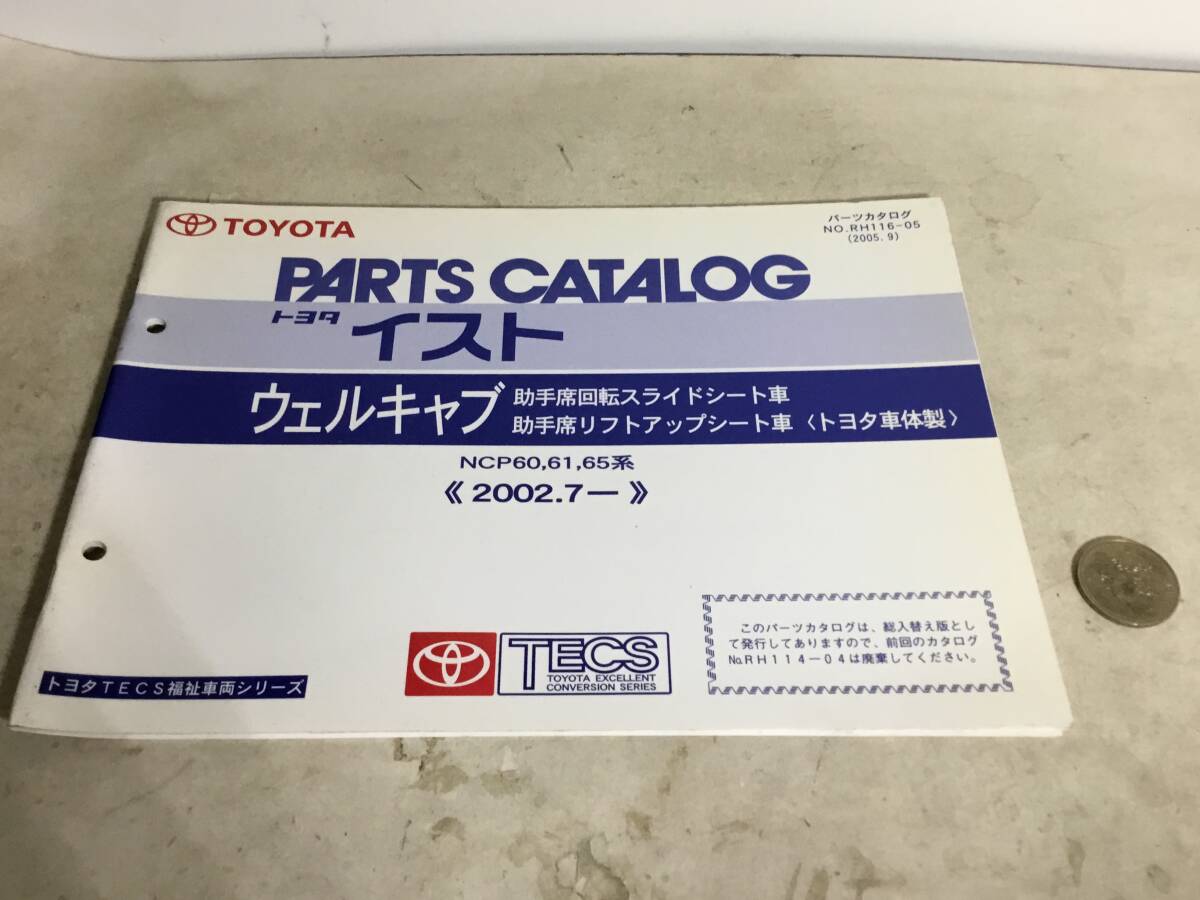 TOYOTA
パーツカタログ
NO.RH116-05
(2005.9)
PARTS CATALOG
トヨタ イスト
ウェルキャブ
助手席回転スライドシート車
助手席リフトアップシート車〈トヨタ車体製〉
NCP60,61,65系
《2002.7ー》
このパーツカタログは、総入替え版とし
て発行してありますので、前回のカタログ
No.RH114-04は廃棄してください。
TECS
TOYOTA EXCELLENT
CONVERSION SERIES
トヨタTECS福祉車両シリーズ